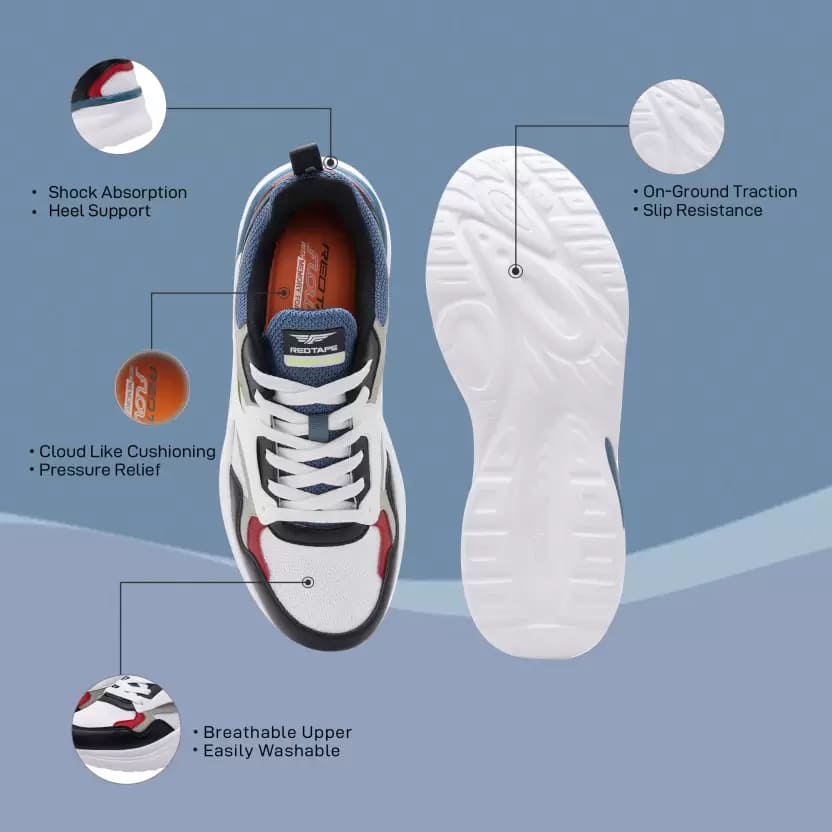 • Shock Absorption
• Heel Support
• On-Ground Traction
• Slip Resistance
REDTAPE
• Cloud Like Cushioning
• Pressure Relief
• Breathable Upper
• Easily Washable